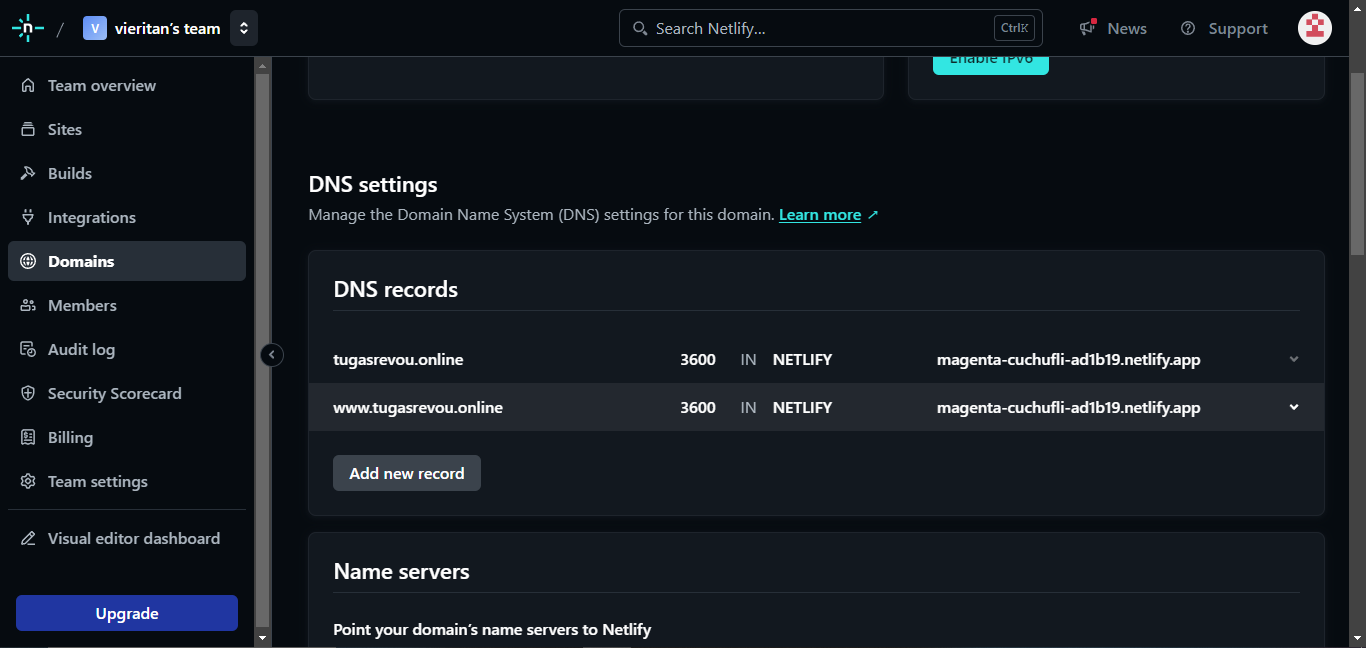 n / V vieritan's team
Search Netlify... CtrlK
News
Support
Team overview
Sites
Builds
Integrations
Domains
Members
Audit log
Security Scorecard
Billing
Team settings
Visual editor dashboard
Upgrade
Enable IPv6
DNS settings
Manage the Domain Name System (DNS) settings for this domain. Learn more ↗
DNS records
tugasrevou.online 3600 IN NETLIFY magenta-cuchufli-ad1b19.netlify.app
www.tugasrevou.online 3600 IN NETLIFY magenta-cuchufli-ad1b19.netlify.app
Add new record
Name servers
Point your domain's name servers to Netlify